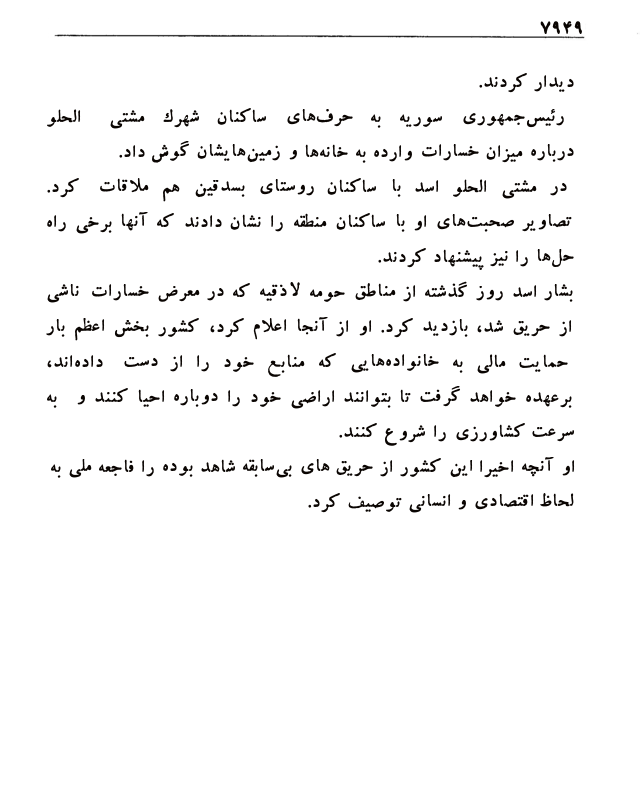 ۷۹۴۹
دیدار کردند.
رئیس‌جمهوری سوریه به حرف‌های ساکنان شهرك مشتی الحلو
درباره میزان خسارات وارده به خانه‌ها و زمین‌هایشان گوش داد.
در مشتی الحلو اسد با ساکنان روستای بسدقین هم ملاقات کرد.
تصاویر صحبت‌های او با ساکنان منطقه را نشان دادند که آنها برخی راه
حل‌ها را نیز پیشنهاد کردند.
بشار اسد روز گذشته از مناطق حومه لاذقیه که در معرض خسارات ناشی
از حریق شد، بازدید کرد. او از آنجا اعلام کرد، کشور بخش اعظم بار
حمایت مالی به خانواده‌هایی که منابع خود را از دست داده‌اند،
برعهده خواهد گرفت تا بتوانند اراضی خود را دوباره احیا کنند و به
سرعت کشاورزی را شروع کنند.
او آنچه اخیرا این کشور از حریق های بی‌سابقه شاهد بوده را فاجعه ملی به
لحاظ اقتصادی و انسانی توصیف کرد.